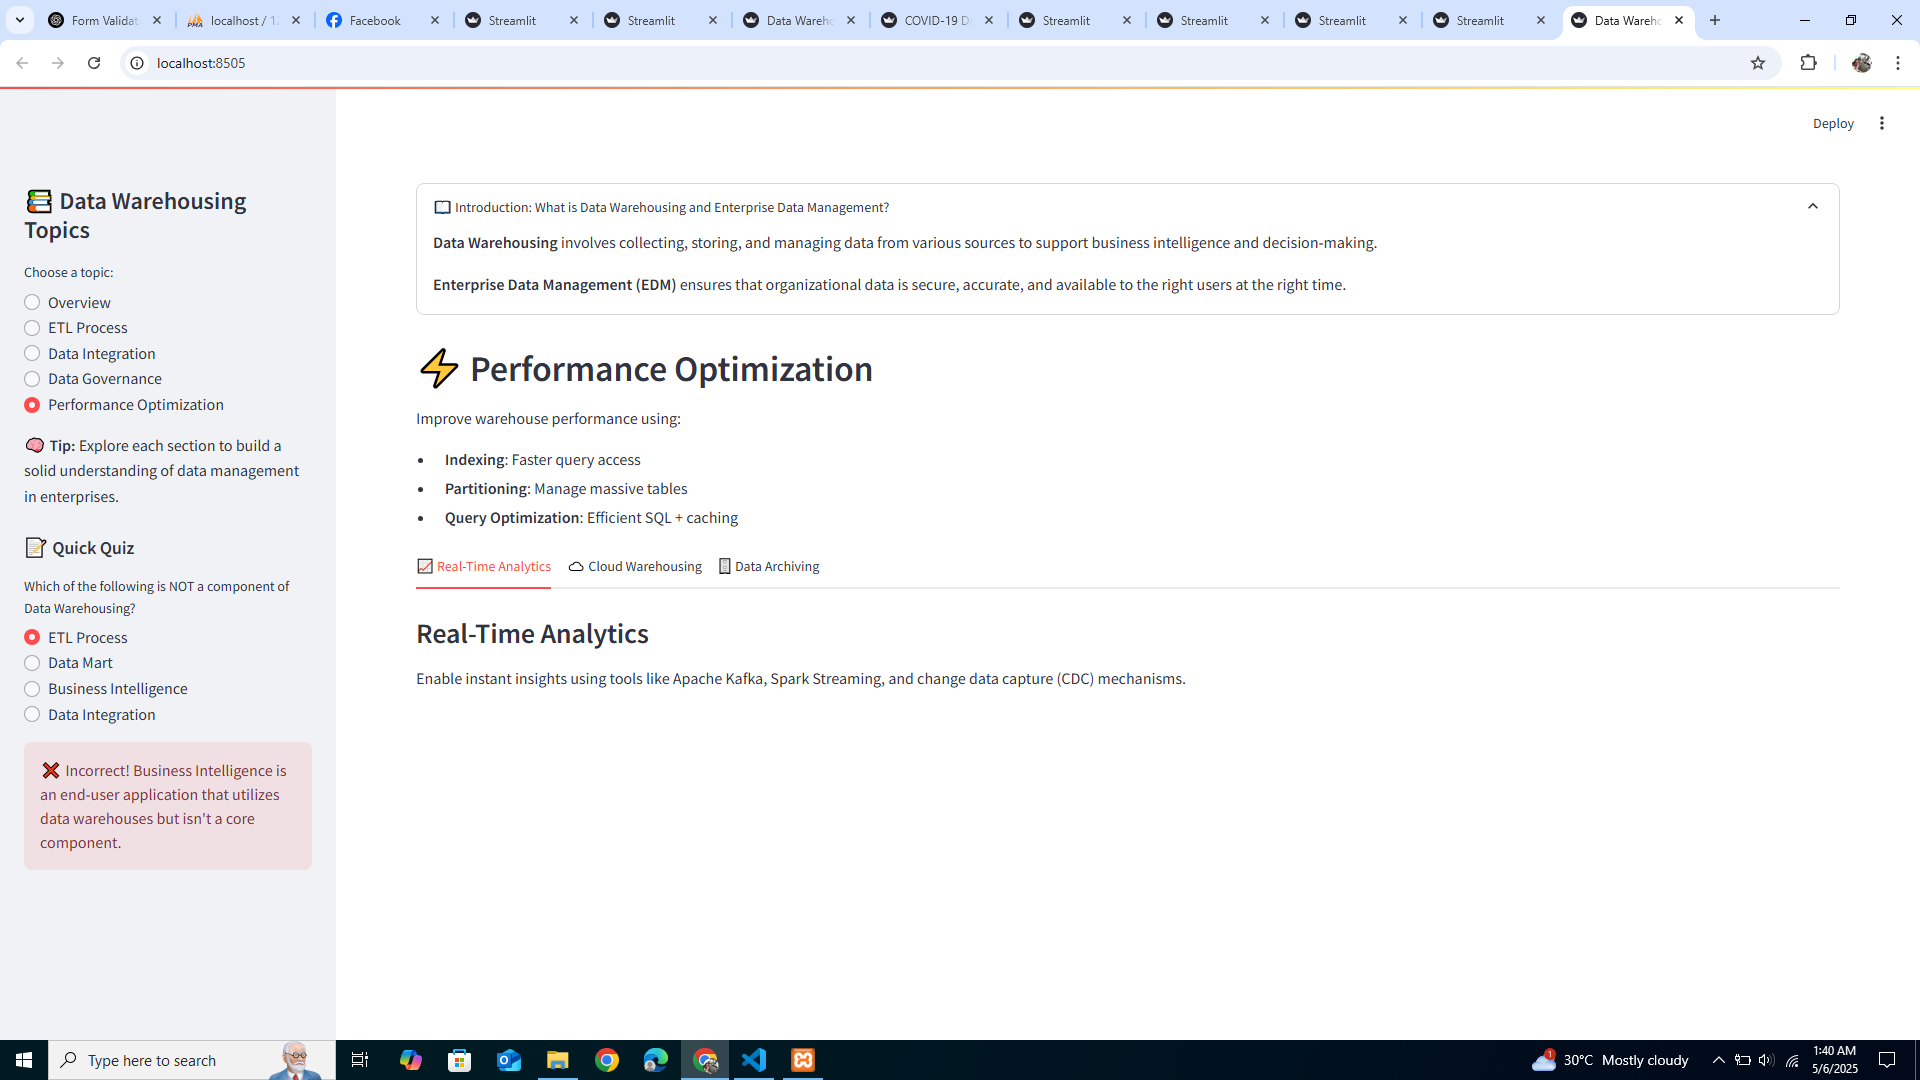 Form Validat
localhost / 12
Facebook
Streamlit
Streamlit
Data Wareho
COVID-19 Da
Streamlit
Streamlit
Streamlit
Streamlit
Data Wareho
localhost:8505
Deploy
Data Warehousing
Topics
Choose a topic:
Overview
ETL Process
Data Integration
Data Governance
Performance Optimization
Tip: Explore each section to build a
solid understanding of data management
in enterprises.
Quick Quiz
Which of the following is NOT a component of
Data Warehousing?
ETL Process
Data Mart
Business Intelligence
Data Integration
Incorrect! Business Intelligence is
an end-user application that utilizes
data warehouses but isn't a core
component.
Introduction: What is Data Warehousing and Enterprise Data Management?
Data Warehousing involves collecting, storing, and managing data from various sources to support business intelligence and decision-making.
Enterprise Data Management (EDM) ensures that organizational data is secure, accurate, and available to the right users at the right time.
Performance Optimization
Improve warehouse performance using:
• Indexing: Faster query access
• Partitioning: Manage massive tables
• Query Optimization: Efficient SQL + caching
Real-Time Analytics
Cloud Warehousing
Data Archiving
Real-Time Analytics
Enable instant insights using tools like Apache Kafka, Spark Streaming, and change data capture (CDC) mechanisms.
Type here to search
1
30°C Mostly cloudy
1:40 AM
5/6/2025